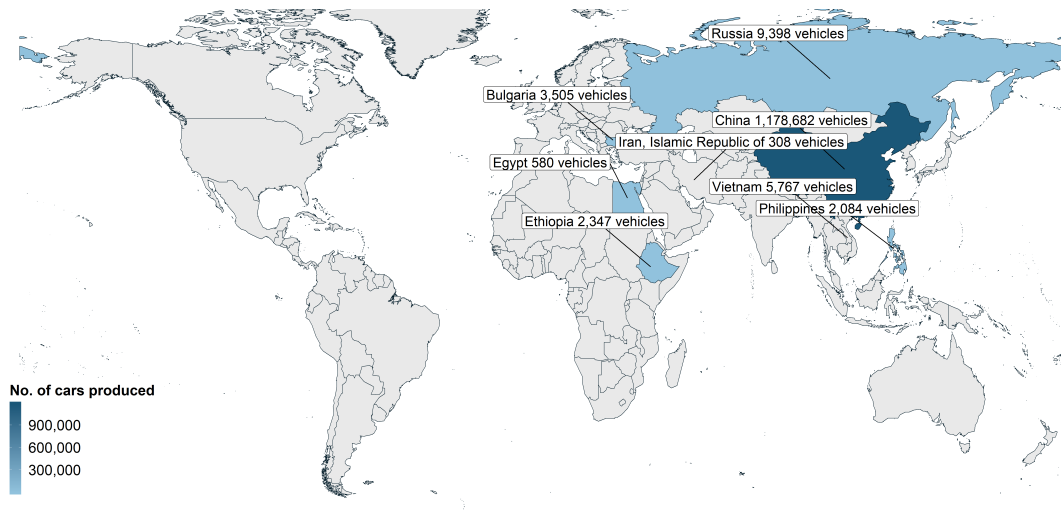 Russia 9,398 vehicles
Bulgaria 3,505 vehicles
China 1,178,682 vehicles
Iran, Islamic Republic of 308 vehicles
Egypt 580 vehicles
Vietnam 5,767 vehicles
Philippines 2,084 vehicles
Ethiopia 2,347 vehicles
No. of cars produced
900,000
600,000
300,000